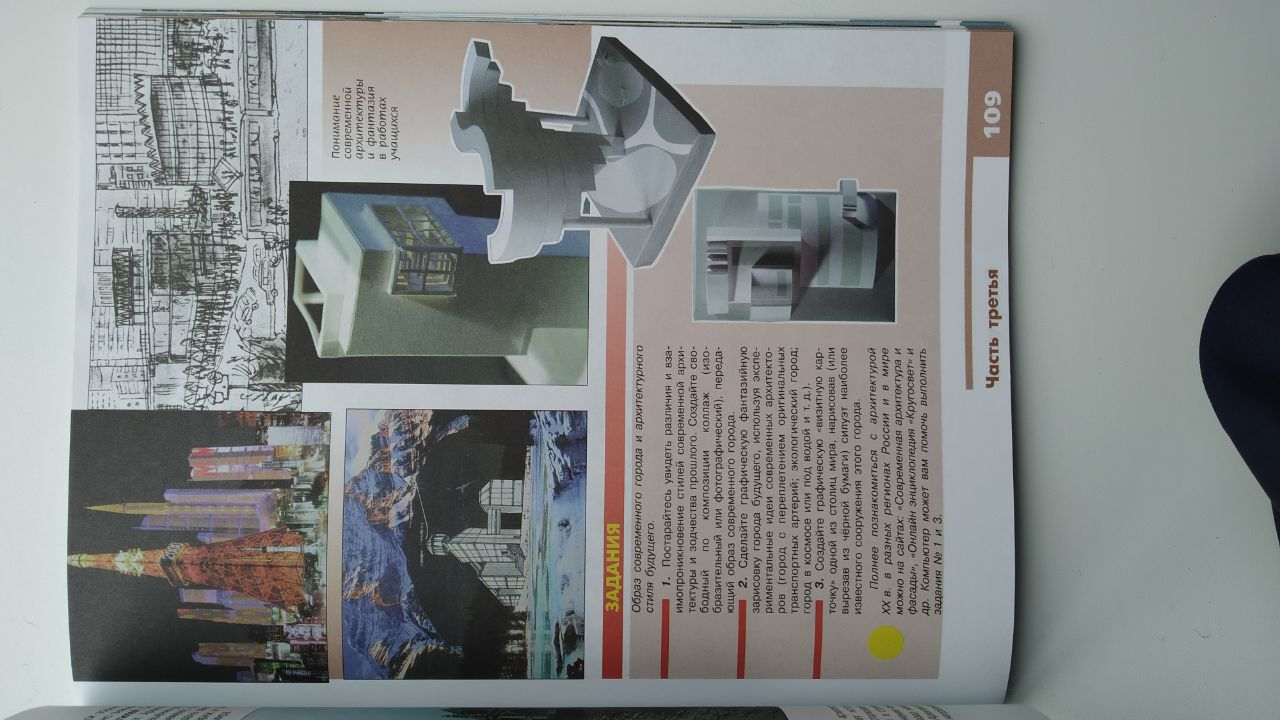 Понимание
современной
архитектуры
и фантазия
в работах
учащихся
ЗАДАНИЯ
Образ современного города и архитектурного
стиля будущего.
1. Постарайтесь увидеть различия и вза-
имопроникновение стилей современной архи-
тектуры и зодчества прошлого. Создайте сво-
бодный по композиции коллаж (изо-
бразительный или фотографический), переда-
ющий образ современного города.
2. Сделайте графическую фантазийную
зарисовку города будущего, используя экспе-
риментальные идеи современных архитекто-
ров (город с переплетением оригинальных
транспортных артерий; экологический город;
город в космосе или под водой и т. д.).
3. Создайте графическую «визитную кар-
точку» одной из столиц мира, нарисовав (или
вырезав из чёрной бумаги) силуэт наиболее
известного сооружения этого города.
Полнее познакомиться с архитектурой
XX в. в разных регионах России и в мире
можно на сайтах: «Современная архитектура и
фасады», «Онлайн энциклопедия «Кругосвет» и
др. Компьютер может вам помочь выполнить
задания № 1 и 3.
Часть третья
109